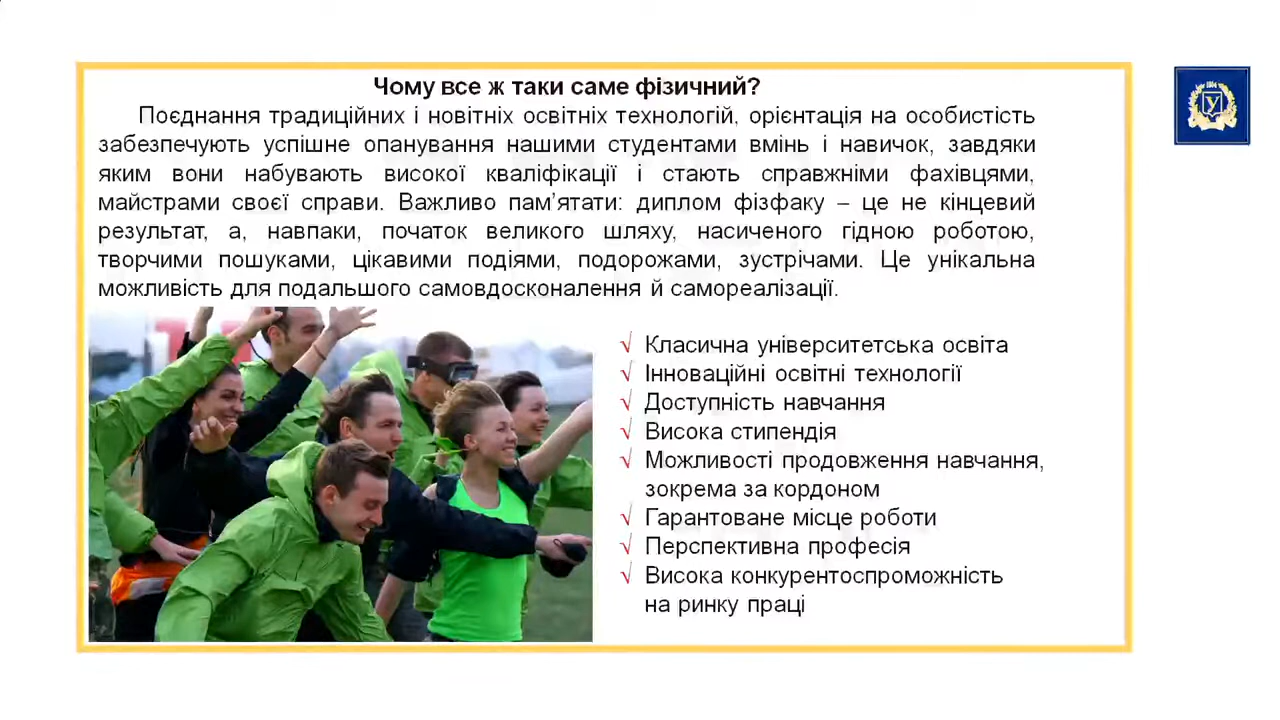 Чому все ж таки саме фізичний?
Поєднання традиційних і новітніх освітніх технологій, орієнтація на особистість
забезпечують успішне опанування нашими студентами вмінь і навичок, завдяки
яким вони набувають високої кваліфікації і стають справжніми фахівцями,
майстрами своєї справи. Важливо пам’ятати: диплом фізфаку – це не кінцевий
результат, а, навпаки, початок великого шляху, насиченого гідною роботою,
творчими пошуками, цікавими подіями, подорожами, зустрічами. Це унікальна
можливість для подальшого самовдосконалення й самореалізації.
√ Класична університетська освіта
√ Інноваційні освітні технології
√ Доступність навчання
√ Висока стипендія
√ Можливості продовження навчання,
зокрема за кордоном
√ Гарантоване місце роботи
√ Перспективна професія
√ Висока конкурентоспроможність
на ринку праці
1804
У